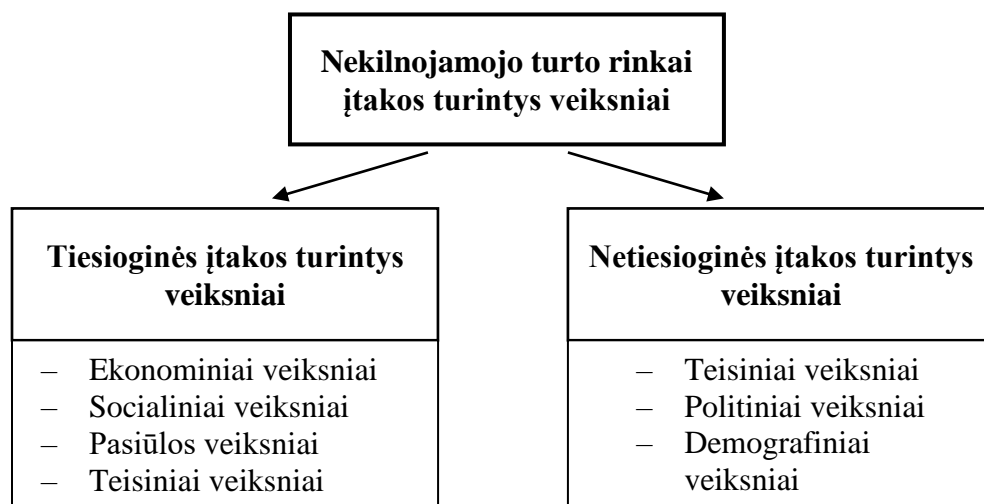 Nekilnojamojo turto rinkai
įtakos turintys veiksniai
Tiesioginės įtakos turintys
veiksniai
– Ekonominiai veiksniai
– Socialiniai veiksniai
– Pasiūlos veiksniai
– Teisiniai veiksniai
Netiesioginės įtakos turintys
veiksniai
– Teisiniai veiksniai
– Politiniai veiksniai
– Demografiniai
veiksniai